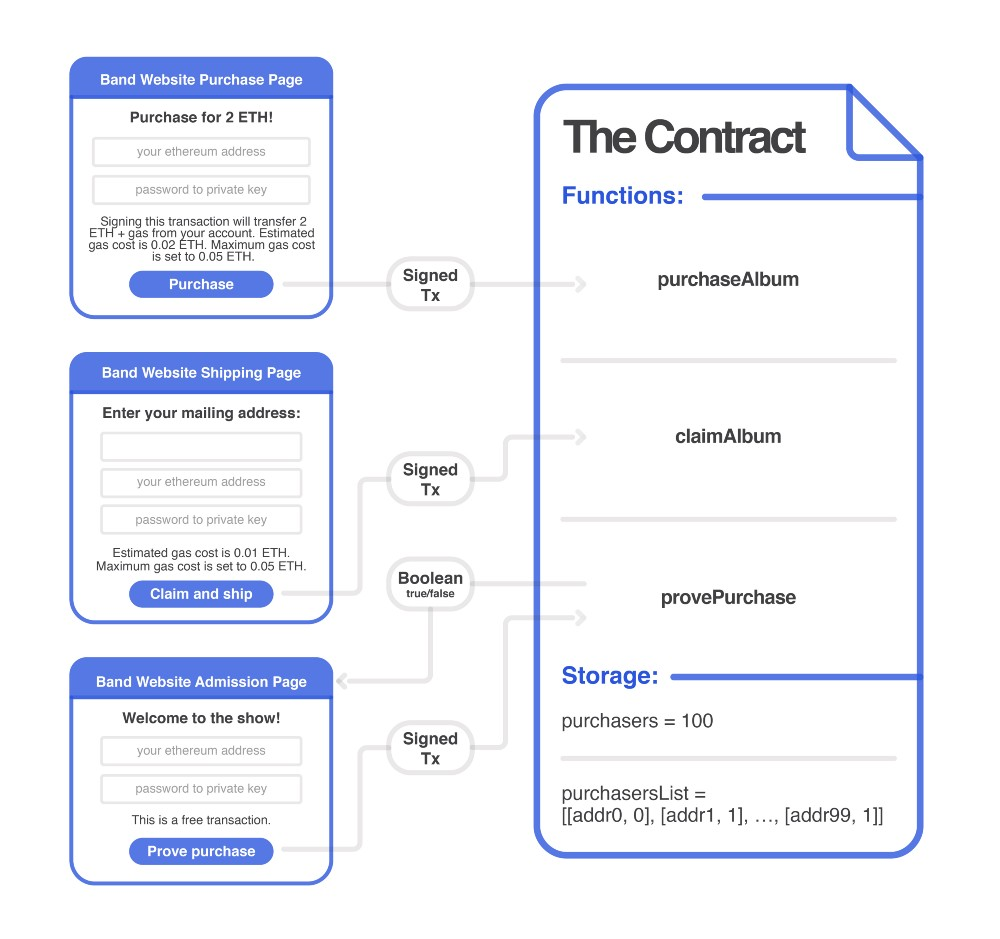 Band Website Purchase Page
Purchase for 2 ETH!
your ethereum address
password to private key
Signing this transaction will transfer 2
ETH + gas from your account. Estimated
gas cost is 0.02 ETH. Maximum gas cost
is set to 0.05 ETH.
Purchase
Signed
Tx
Band Website Shipping Page
Enter your mailing address:
your ethereum address
password to private key
Estimated gas cost is 0.01 ETH.
Maximum gas cost is set to 0.05 ETH.
Claim and ship
Signed
Tx
Boolean
true/false
Band Website Admission Page
Welcome to the show!
your ethereum address
password to private key
This is a free transaction.
Prove purchase
Signed
Tx
The Contract
Functions:
purchaseAlbum
claimAlbum
provePurchase
Storage:
purchasers = 100
purchasersList =
[[addr0, 0], [addr1, 1], …, [addr99, 1]]